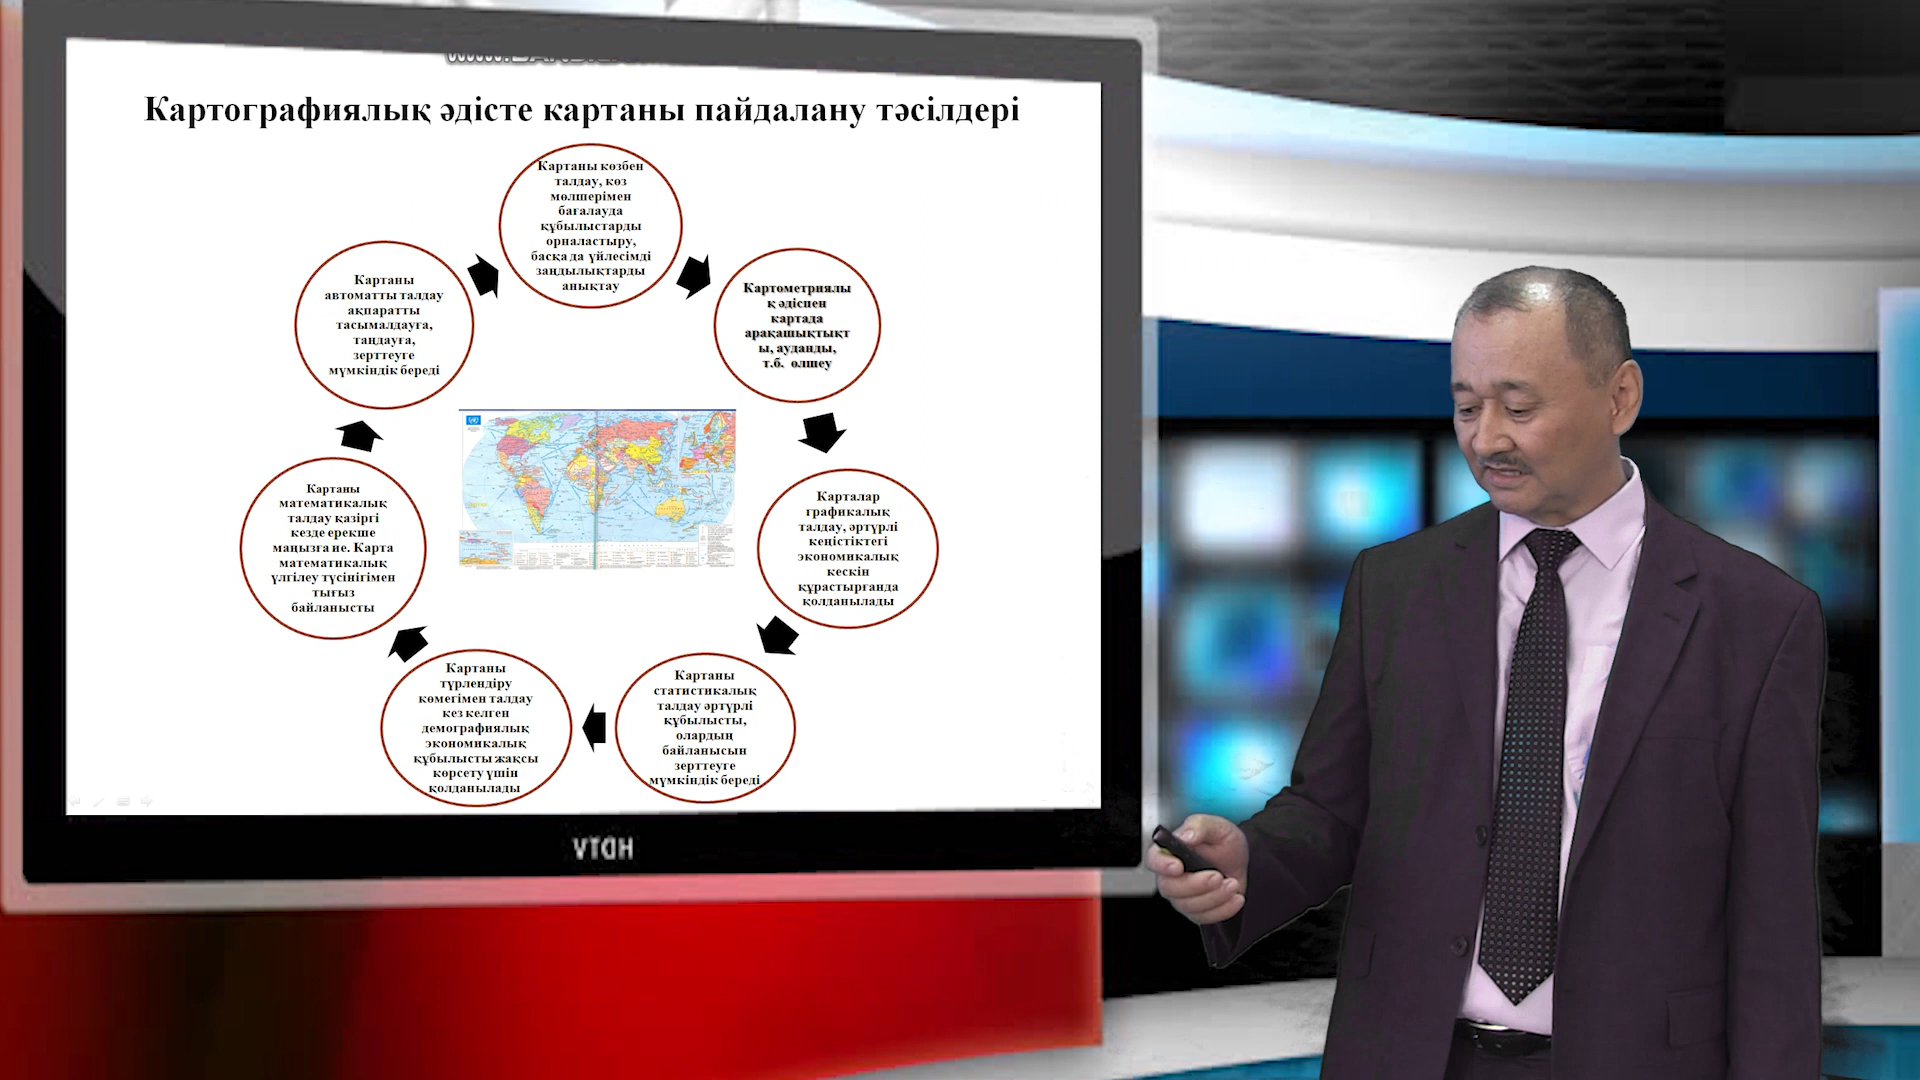 Картографиялық әдісте картаны пайдалану тәсілдері
Картаны көзбен
талдау, көз
мөлшерімен
бағалауда
құбылыстарды
орналастыру,
басқа да үйлесімді
заңдылықтарды
анықтау
Картометриялы
қ әдіспен
картада
арақашықтықт
ы, ауданды,
т.б. өлшеу
Карталар
графикалық
талдау, әртүрлі
кеңістіктегі
экономикалық
кескін
құрастырғанда
қолданылады
Картаны
статистикалық
талдау әртүрлі
құбылысты,
олардың
байланысын
зерттеуге
мүмкіндік береді
Картаны
түрлендіру
көмегімен талдау
кез келген
демографиялық
экономикалық
құбылысты жақсы
көрсету үшін
қолданылады
Картаны
математикалық
талдау қазіргі
кезде ерекше
маңызға ие. Карта
математикалық
үлгілеу түсінігімен
тығыз
байланысты
Картаны
автоматты талдау
ақпаратты
тасымалдауға,
таңдауға,
зерттеуге
мүмкіндік береді
HDTV